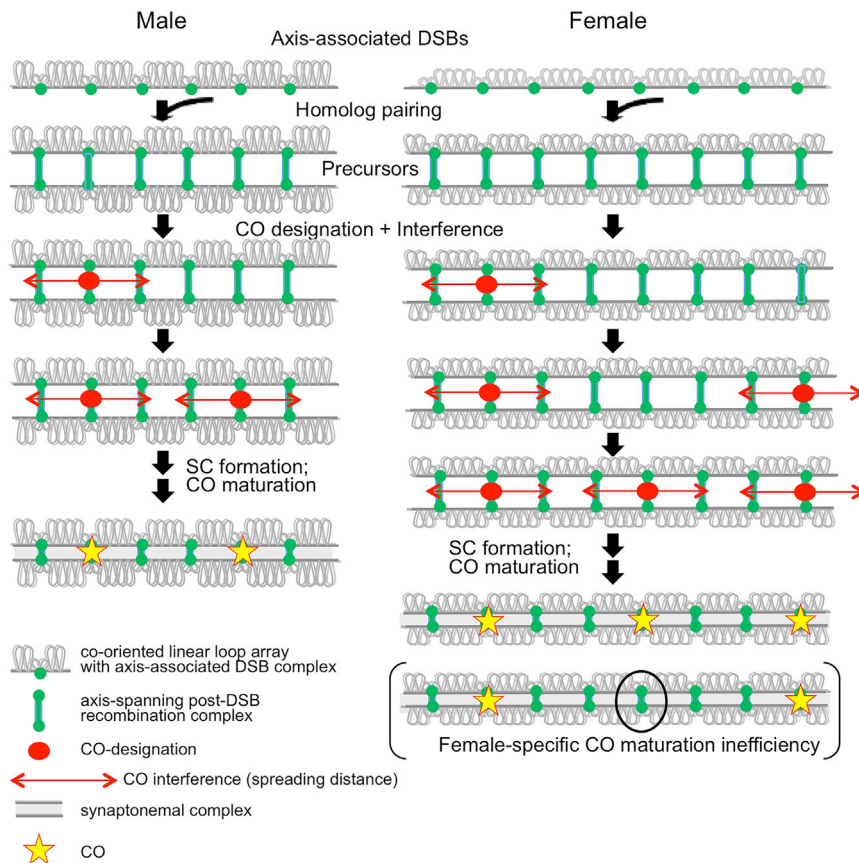 Male
Female
Axis-associated DSBs
Homolog pairing
Precursors
CO designation + Interference
SC formation;
CO maturation
SC formation;
CO maturation
Female-specific CO maturation inefficiency
co-oriented linear loop array
with axis-associated DSB complex
axis-spanning post-DSB
recombination complex
CO-designation
CO interference (spreading distance)
synaptonemal complex
CO